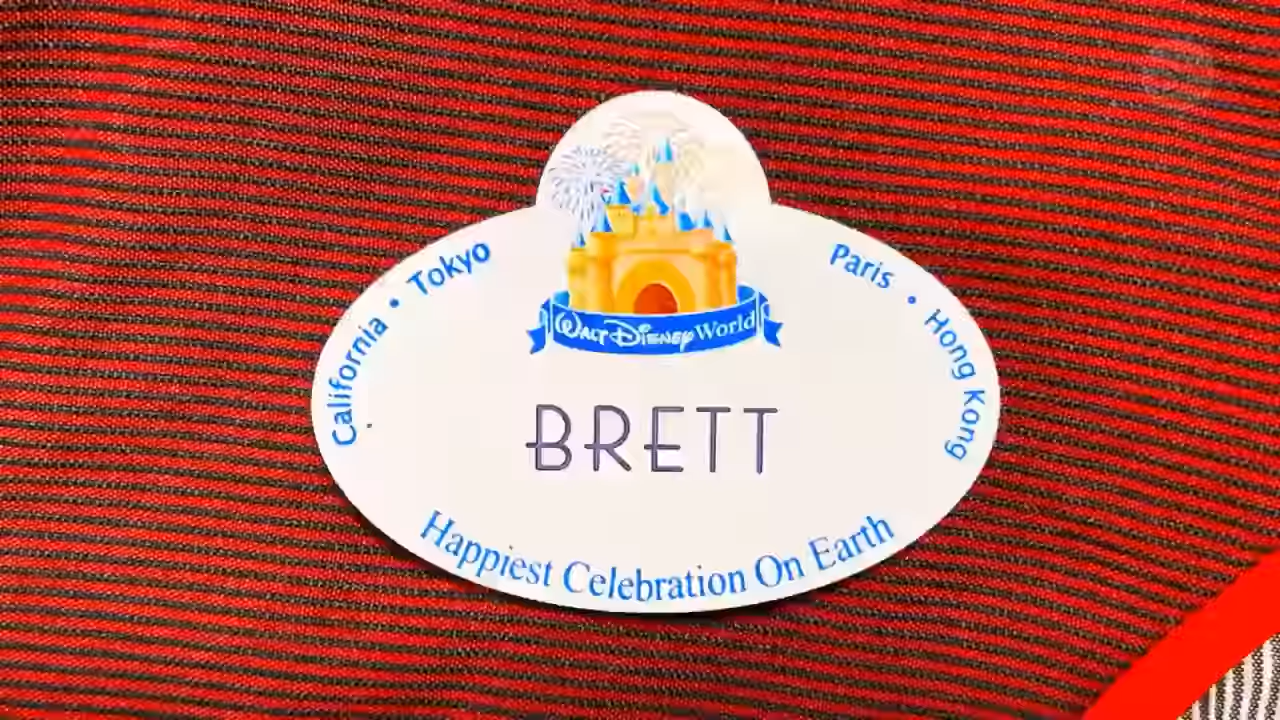 California • Tokyo
Paris • Hong Kong
Walt Disney World
BRETT
Happiest Celebration On Earth